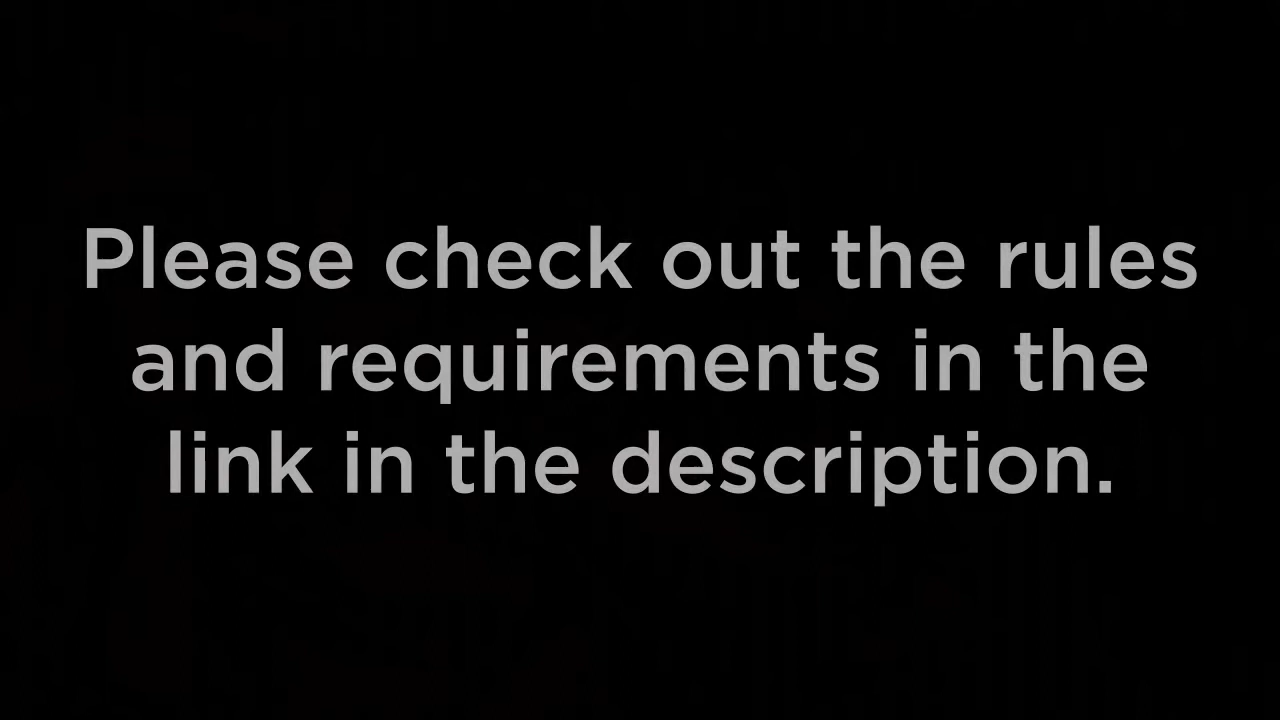 Please check out the rules
and requirements in the
link in the description.